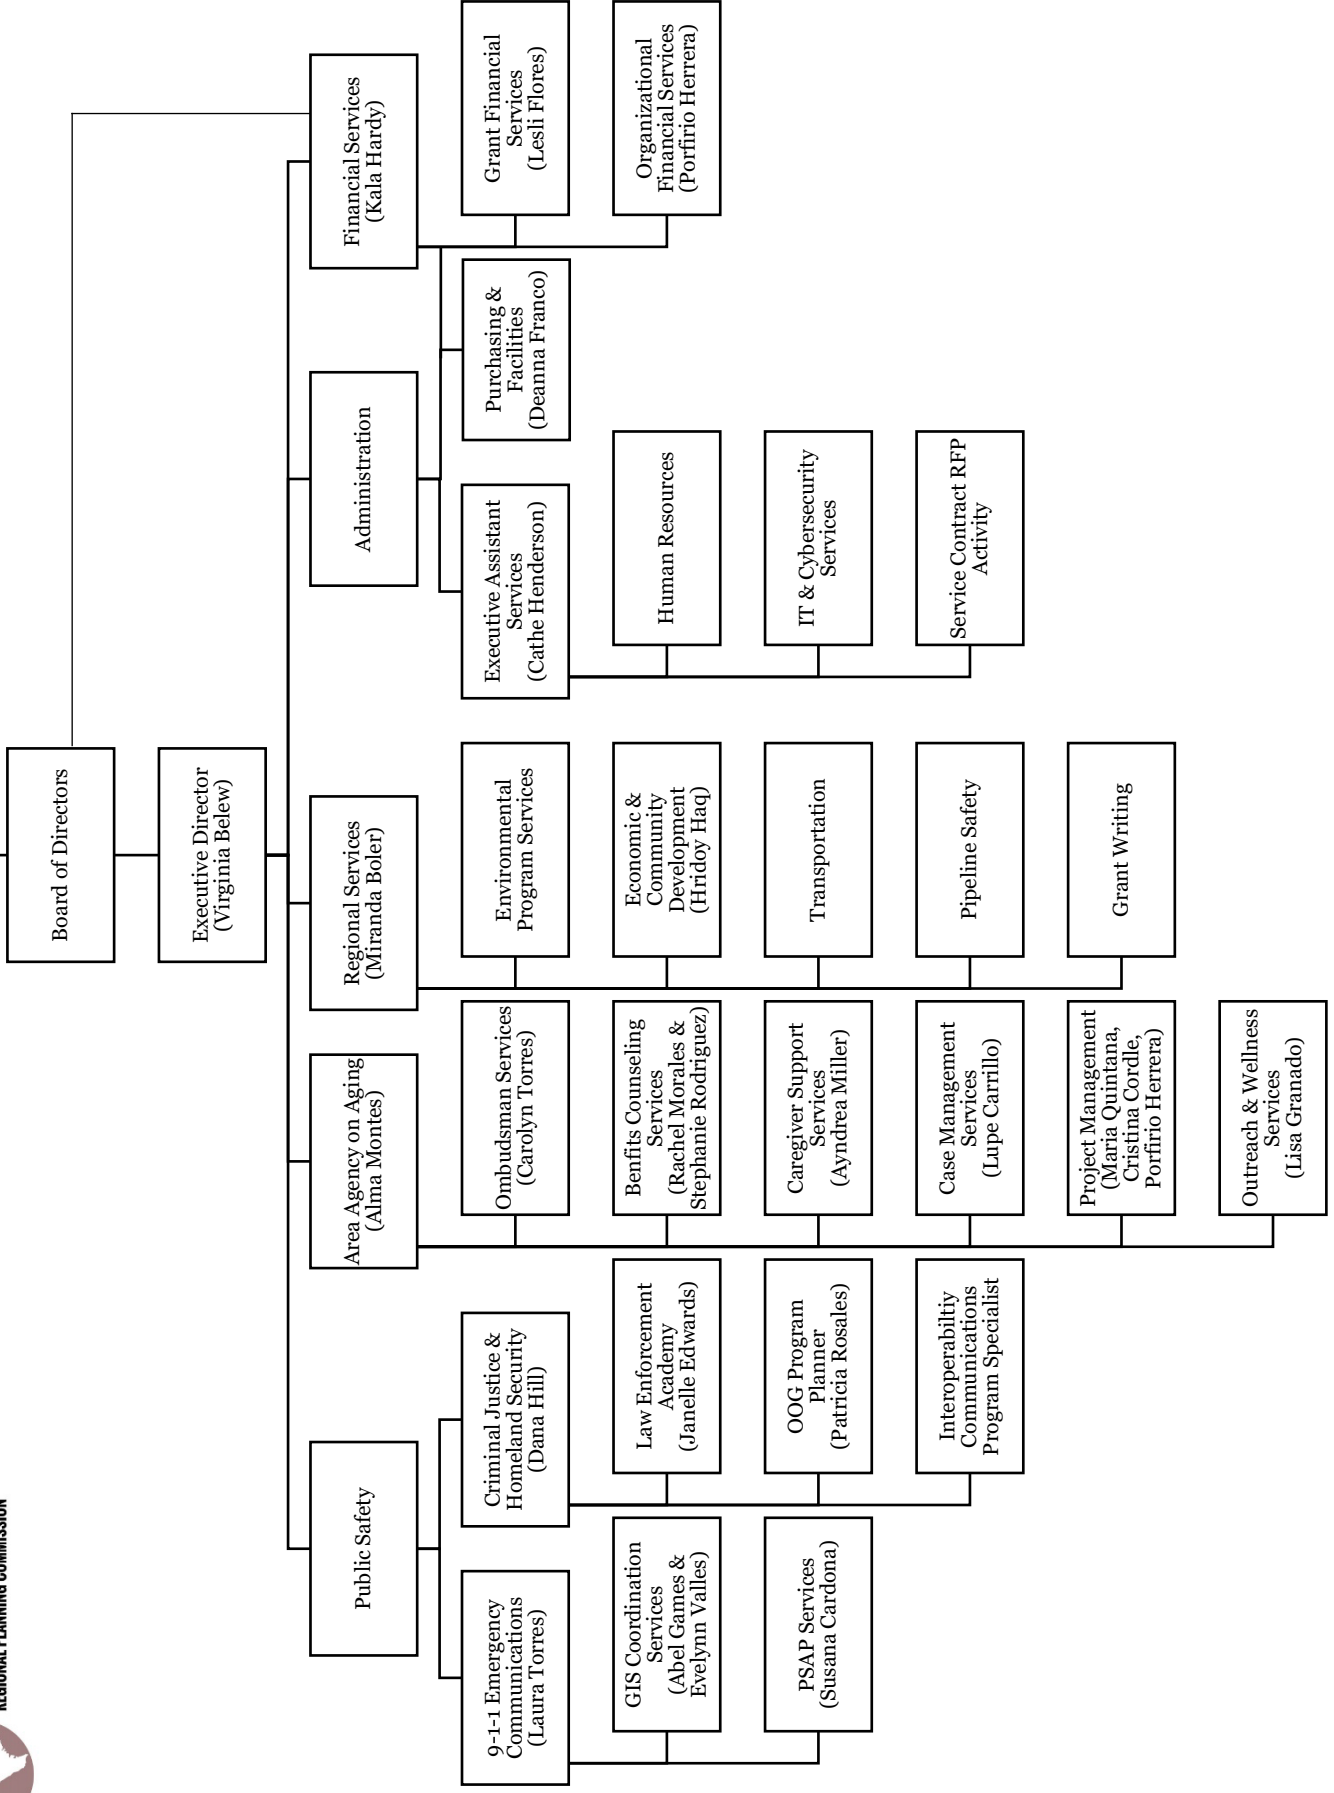 REGIONAL PLANNING COMMISSION
Board of Directors
Executive Director
(Virginia Belew)
Public Safety
Area Agency on Aging
(Alma Montes)
Regional Services
(Miranda Boler)
Administration
Financial Services
(Kala Hardy)
9-1-1 Emergency
Communications
(Laura Torres)
GIS Coordination
Services
(Abel Games &
Evelynn Valles)
PSAP Services
(Susana Cardona)
Criminal Justice &
Homeland Security
(Dana Hill)
Law Enforcement
Academy
(Janelle Edwards)
OOG Program
Planner
(Patricia Rosales)
Interoperabiltiy
Communications
Program Specialist
Ombudsman Services
(Carolyn Torres)
Benfits Counseling
Services
(Rachel Morales &
Stephanie Rodriguez)
Caregiver Support
Services
(Ayndrea Miller)
Case Management
Services
(Lupe Carrillo)
Project Management
(Maria Quintana,
Cristina Cordle,
Porfirio Herrera)
Outreach & Wellness
Services
(Lisa Granado)
Environmental
Program Services
Economic &
Community
Development
(Hridoy Haq)
Transportation
Pipeline Safety
Grant Writing
Executive Assistant
Services
(Cathe Henderson)
Human Resources
IT & Cybersecurity
Services
Service Contract RFP
Activity
Purchasing &
Facilities
(Deanna Franco)
Grant Financial
Services
(Lesli Flores)
Organizational
Financial Services
(Porfirio Herrera)